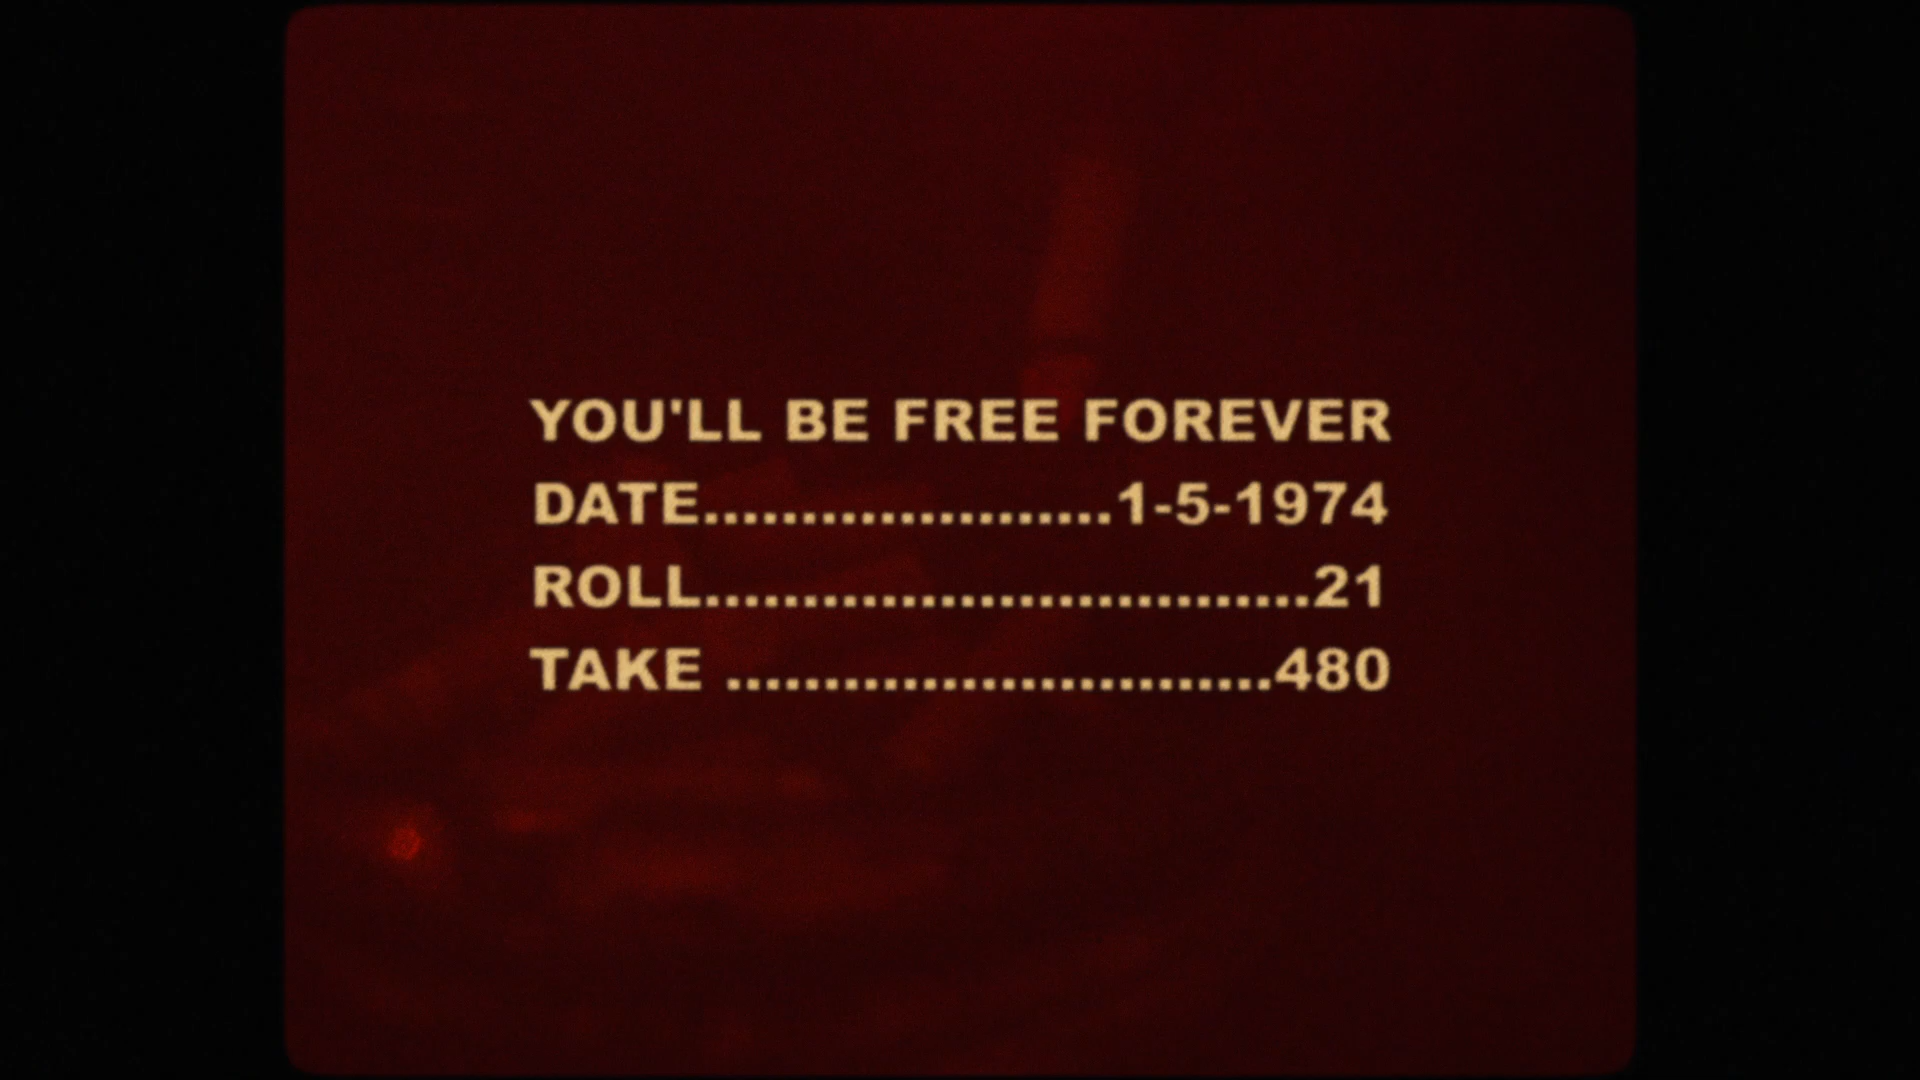 YOU'LL BE FREE FOREVER
DATE.....................1-5-1974
ROLL...............................21
TAKE ............................480